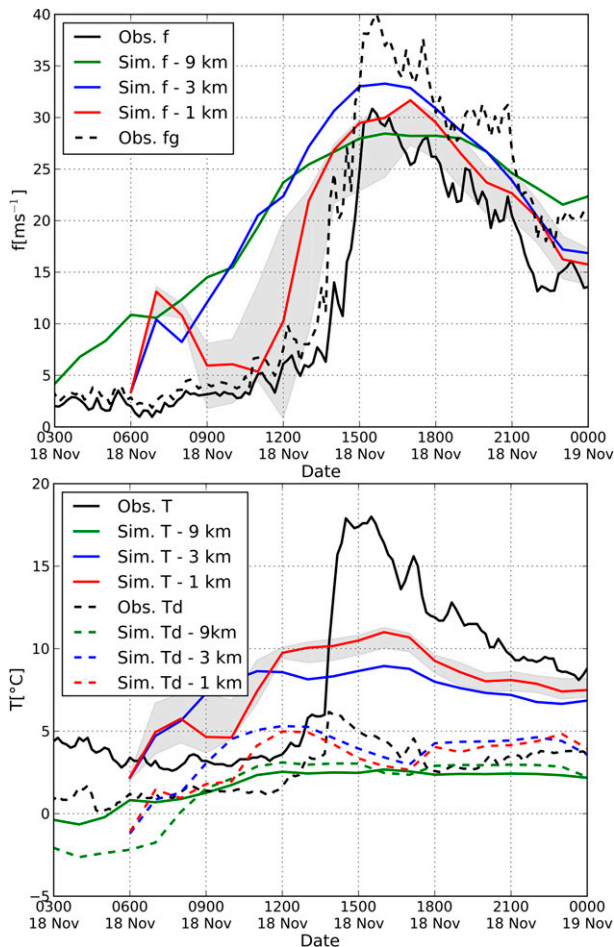 40
35
30
25
20
15
10
5
0
f[ms⁻¹]
Obs. f
Sim. f - 9 km
Sim. f - 3 km
Sim. f - 1 km
Obs. fg
0300 0600 0900 1200 1500 1800 2100 0000
18 Nov 18 Nov 18 Nov 18 Nov 18 Nov 18 Nov 18 Nov 19 Nov
Date
20
15
10
5
0
−5
T[°C]
Obs. T
Sim. T - 9 km
Sim. T - 3 km
Sim. T - 1 km
Obs. Td
Sim. Td - 9km
Sim. Td - 3 km
Sim. Td - 1 km
0300 0600 0900 1200 1500 1800 2100 0000
18 Nov 18 Nov 18 Nov 18 Nov 18 Nov 18 Nov 18 Nov 19 Nov
Date